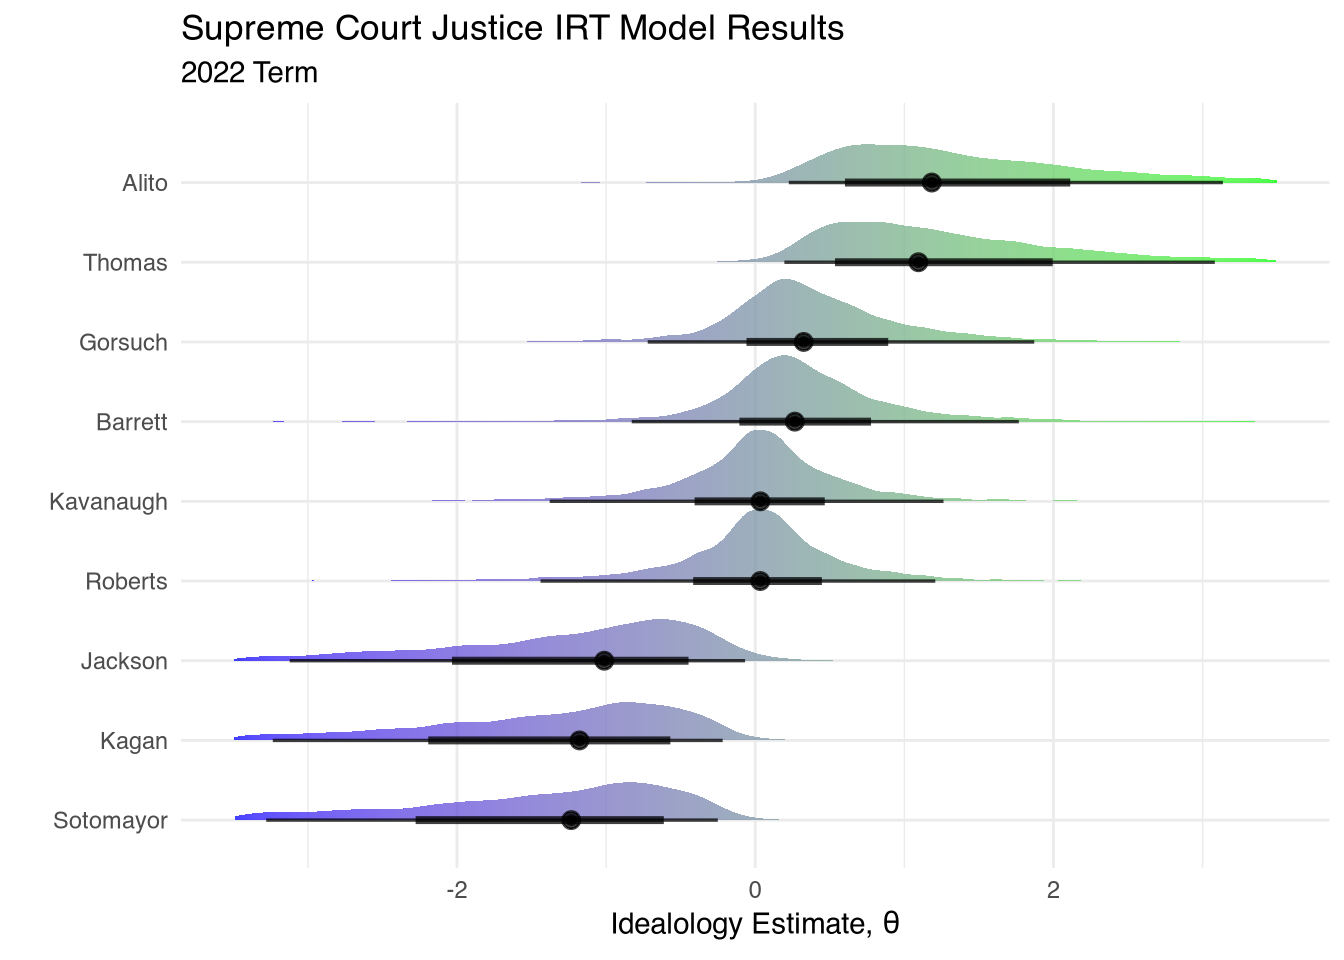 Supreme Court Justice IRT Model Results
2022 Term
Alito
Thomas
Gorsuch
Barrett
Kavanaugh
Roberts
Jackson
Kagan
Sotomayor
-2 0 2
Idealology Estimate, θ